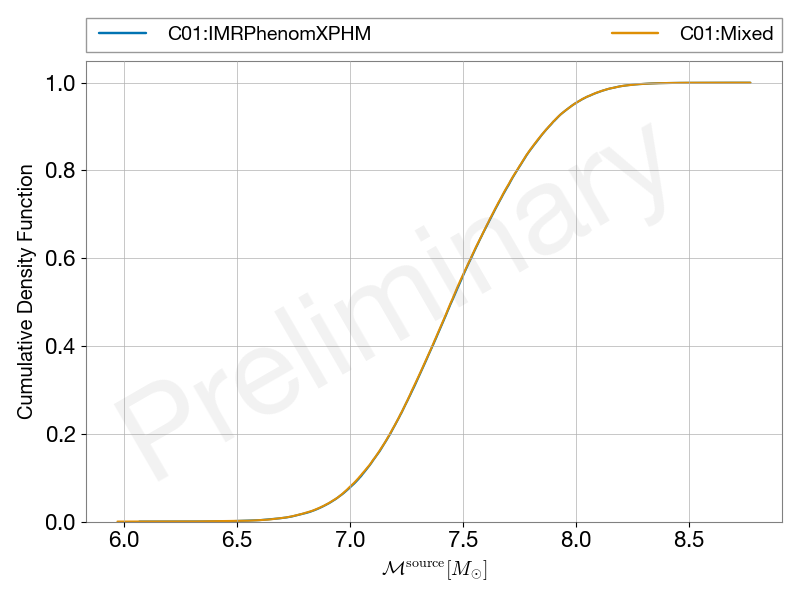 C01:IMRPhenomXPHM C01:Mixed
1.0
0.8
0.6
0.4
0.2
0.0
Cumulative Density Function
Preliminary
6.0 6.5 7.0 7.5 8.0 8.5
ℳ^source [M_⊙]